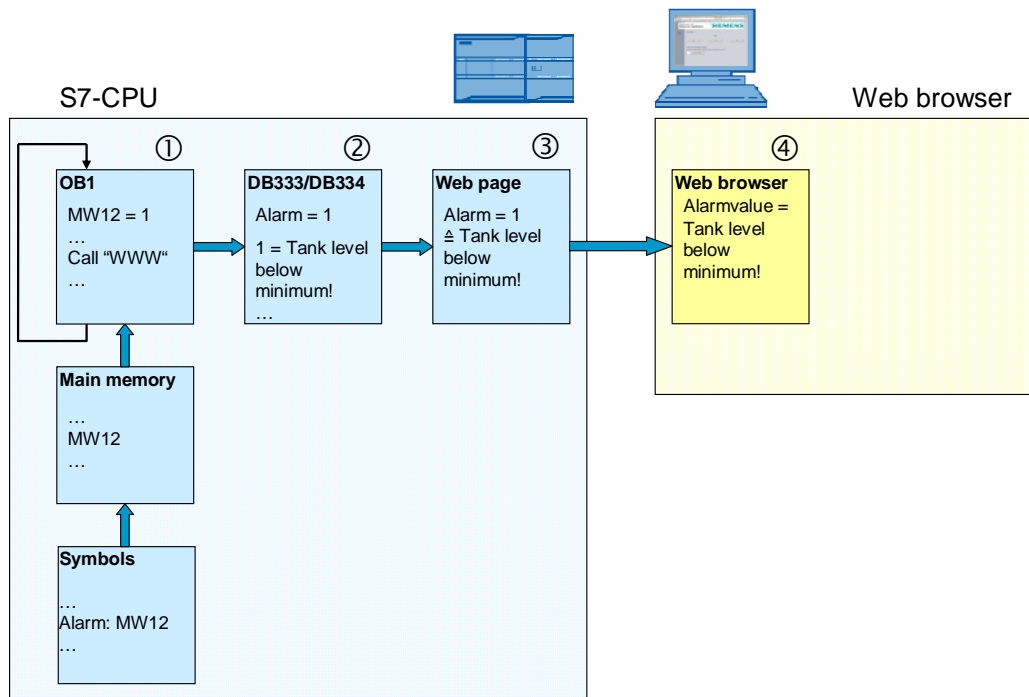 SIEMENS
S7-CPU
Web browser
①
②
③
④
OB1
MW12 = 1
…
Call “WWW“
…
DB333/DB334
Alarm = 1
1 = Tank level
below
minimum!
…
Web page
Alarm = 1
≙ Tank level
below
minimum!
Web browser
Alarmvalue =
Tank level
below
minimum!
Main memory
…
MW12
…
Symbols
…
Alarm: MW12
…